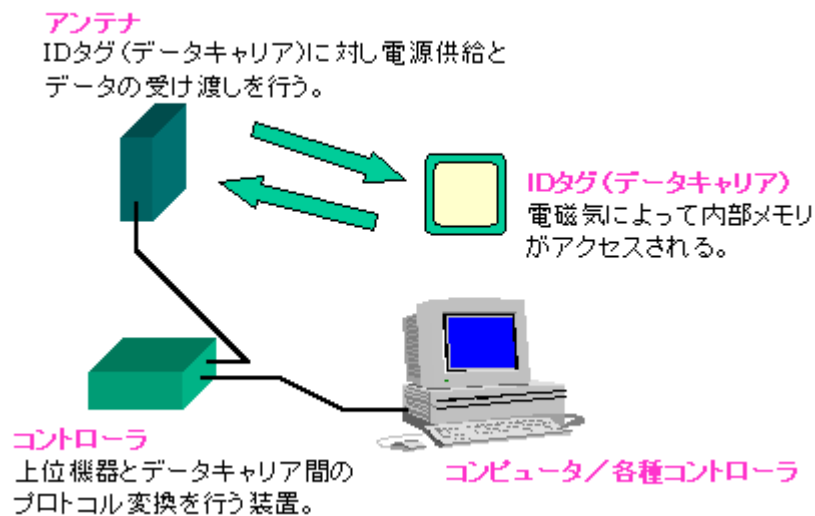 アンテナ
IDタグ(データキャリア)に対し電源供給と
データの受け渡しを行う。
IDタグ(データキャリア)
電磁気によって内部メモリ
がアクセスされる。
コントローラ
上位機器とデータキャリア間の
プロトコル変換を行う装置。
コンピュータ/各種コントローラ